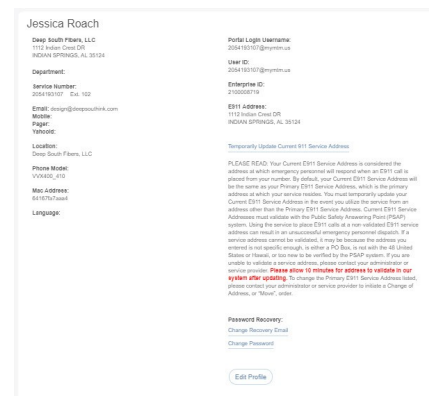 Jessica Roach
Deep South Fibers, LLC
1112 Indian Crest DR
INDIAN SPRINGS, AL 35124
Department:
Service Number:
2054193107 Ext. 102
Email: design@deepsouthink.com
Mobile:
Pager:
YahooId:
Location:
Deep South Fibers, LLC
Phone Model:
VVX400_410
Mac Address:
64167fa7aaa4
Language:
Portal Login Username:
2054193107@mymtm.us
User ID:
2054193107@mymtm.us
Enterprise ID:
2100008718
E911 Address:
1112 Indian Crest DR
INDIAN SPRINGS, AL 35124
Temporarily Update Current 911 Service Address
PLEASE READ: Your Current E911 Service Address is considered the
address at which emergency personnel will respond when an E911 call is
placed from your number. By default, your Current E911 Service Address will
be the same as your Primary E911 Service Address, which is the primary
address at which your service resides. You must temporarily update your
Current E911 Service Address in the event you utilize the service from an
address other than the Primary E911 Service Address. Current E911 Service
Addresses must validate with the Public Safety Answering Point (PSAP)
system. Using the service to place E911 calls at a non-validated E911 service
address can result in an unsuccessful emergency personnel dispatch. If a
service address cannot be validated, it may be because the address you
entered is not specific enough, is either a PO Box, is not with the 48 United
States or Hawaii, or too new to be verified by the PSAP system. If you are
unable to validate a service address, please contact your administrator or
service provider. Please allow 10 minutes for address to validate in our
system after updating. To change the Primary E911 Service Address listed,
please contact your administrator or service provider to initiate a Change of
Address, or "Move", order.
Password Recovery:
Change Recovery Email
Change Password
Edit Profile